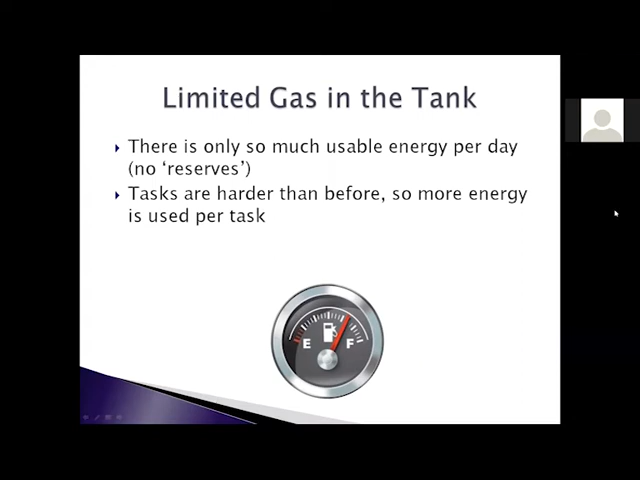 Limited Gas in the Tank
There is only so much usable energy per day
(no ‘reserves’)
Tasks are harder than before, so more energy
is used per task
E F